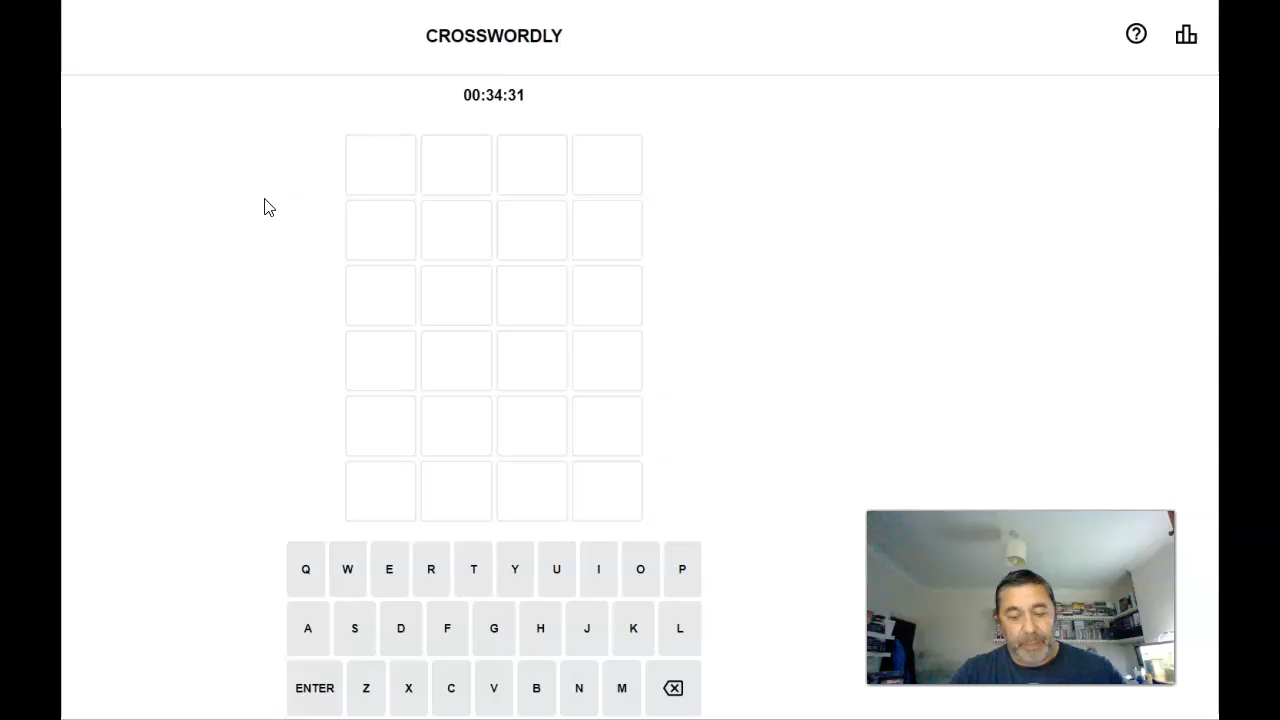 CROSSWORDLY
00:34:31
Q W E R T Y U I O P
A S D F G H J K L
ENTER Z X C V B N M